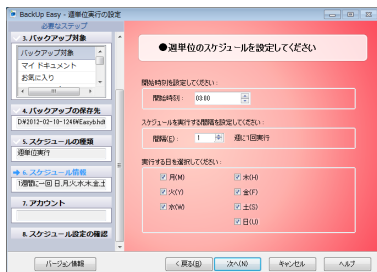 BackUp Easy - 週単位実行の設定
必要なステップ
3. バックアップ対象
バックアップ対象
マイドキュメント
お気に入り
4. バックアップの保存先
D:¥2012-02-10-1246¥Easyb.hdt
5. スケジュールの種類
週単位実行
6. スケジュール情報
1週間に一回 日,月,火,水,木,金,土
7. アカウント
8. スケジュール設定の確認
●週単位のスケジュールを設定してください
開始時刻を設定してください:
開始時刻: 03:00
スケジュールを実行する間隔を設定してください:
間隔(E): 1 週に1回実行
実行する日を選択してください:
月(M) 木(H)
火(Y) 金(F)
水(W) 土(S)
日(U)
バージョン情報 < 戻る(B) 次へ(N) キャンセル ヘルプ